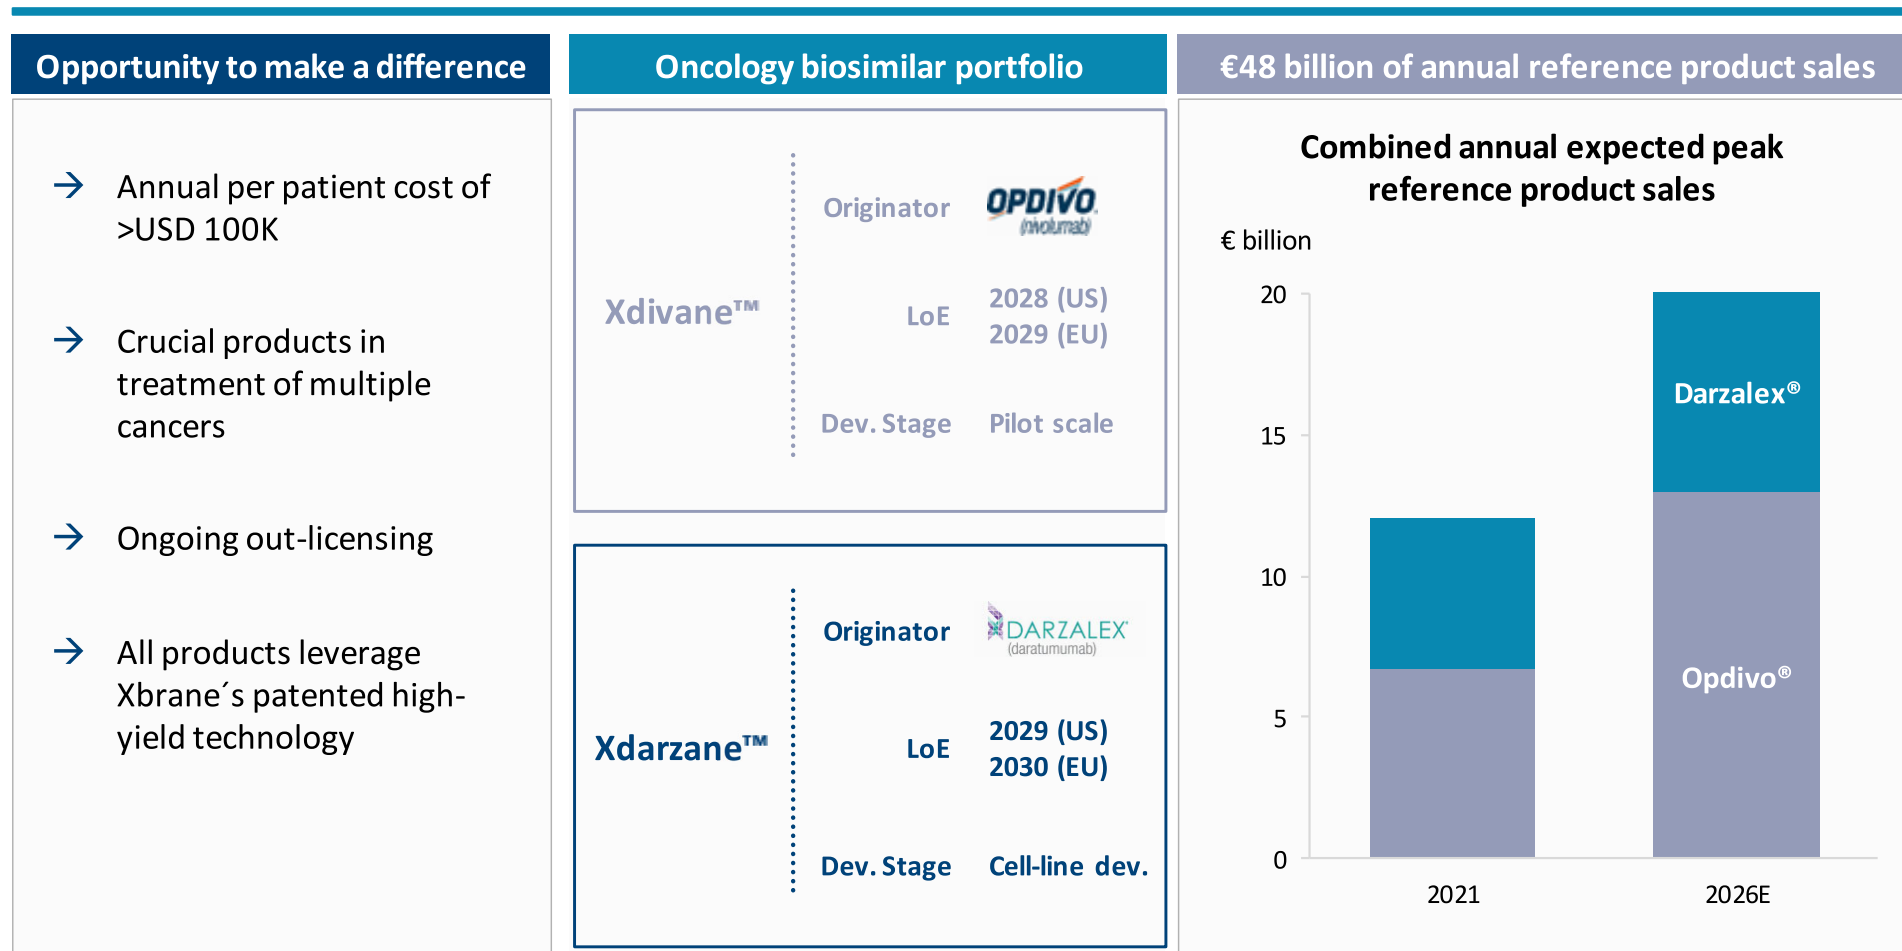 Opportunity to make a difference
Annual per patient cost of
>USD 100K
Crucial products in
treatment of multiple
cancers
Ongoing out-licensing
All products leverage
Xbrane´s patented high-
yield technology
Oncology biosimilar portfolio
Xdivane™
Originator
OPDIVO
(nivolumab)
LoE
2028 (US)
2029 (EU)
Dev. Stage
Pilot scale
Xdarzane™
Originator
DARZALEX®
(daratumumab)
LoE
2029 (US)
2030 (EU)
Dev. Stage
Cell-line dev.
€48 billion of annual reference product sales
Combined annual expected peak
reference product sales
€ billion
20
15
10
5
0
Darzalex®
Opdivo®
2021
2026E